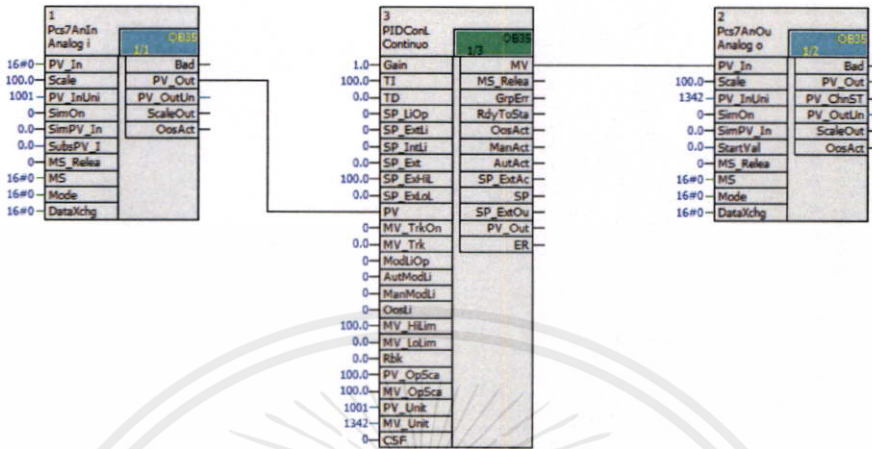 1
Pcs7AnIn
Analog i
OB35
1/1
16#0 PV_In Bad
100.0 Scale PV_Out
1001 PV_InUni PV_OutUn
0 SimOn ScaleOut
0.0 SimPV_In OosAct
0.0 SubsPV_I
0 MS_Relea
16#0 MS
16#0 Mode
16#0 DataXchg
3
PIDConL
Continuo
OB35
1/3
1.0 Gain MV
100.0 TI MS_Relea
0.0 TD GrpErr
0 SP_LiOp RdyToSta
0 SP_ExtLi OosAct
0 SP_IntLi ManAct
0.0 SP_Ext AutAct
100.0 SP_ExHiL SP_ExtAc
0.0 SP_ExLoL SP
PV SP_ExtOu
0 MV_TrkOn PV_Out
0.0 MV_Trk ER
0 ModLiOp
0 AutModLi
0 ManModLi
0 OosLi
100.0 MV_HiLim
0.0 MV_LoLim
0.0 Rbk
100.0 PV_OpSca
100.0 MV_OpSca
1001 PV_Unit
1342 MV_Unit
0 CSF
2
Pcs7AnOu
Analog o
OB35
1/2
PV_In Bad
100.0 Scale PV_Out
1342 PV_InUni PV_ChnST
0 SimOn PV_OutUn
0.0 SimPV_In ScaleOut
0.0 StartVal OosAct
0 MS_Relea
16#0 MS
16#0 Mode
16#0 DataXchg